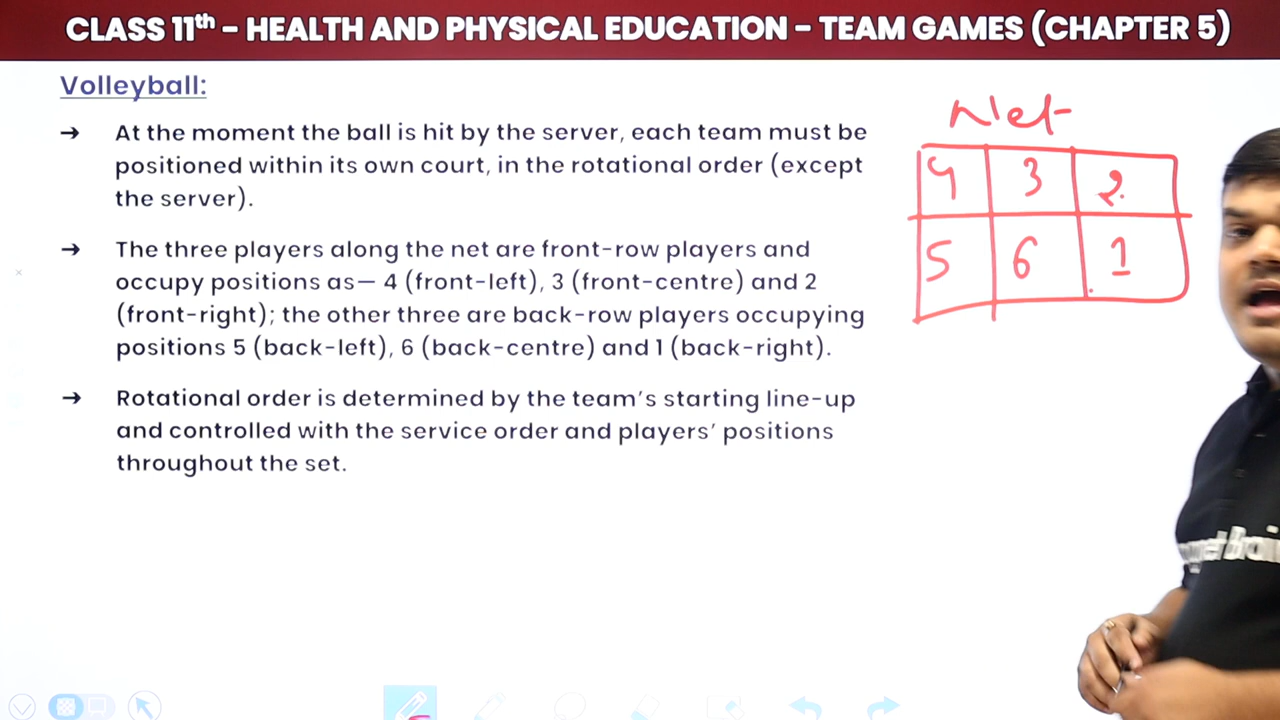 CLASS 11th – HEALTH AND PHYSICAL EDUCATION – TEAM GAMES (CHAPTER 5)
Volleyball:
→ At the moment the ball is hit by the server, each team must be
positioned within its own court, in the rotational order (except
the server).
→ The three players along the net are front-row players and
occupy positions as— 4 (front-left), 3 (front-centre) and 2
(front-right); the other three are back-row players occupying
positions 5 (back-left), 6 (back-centre) and 1 (back-right).
→ Rotational order is determined by the team's starting line-up
and controlled with the service order and players' positions
throughout the set.
Net
4 3 2
5 6 1